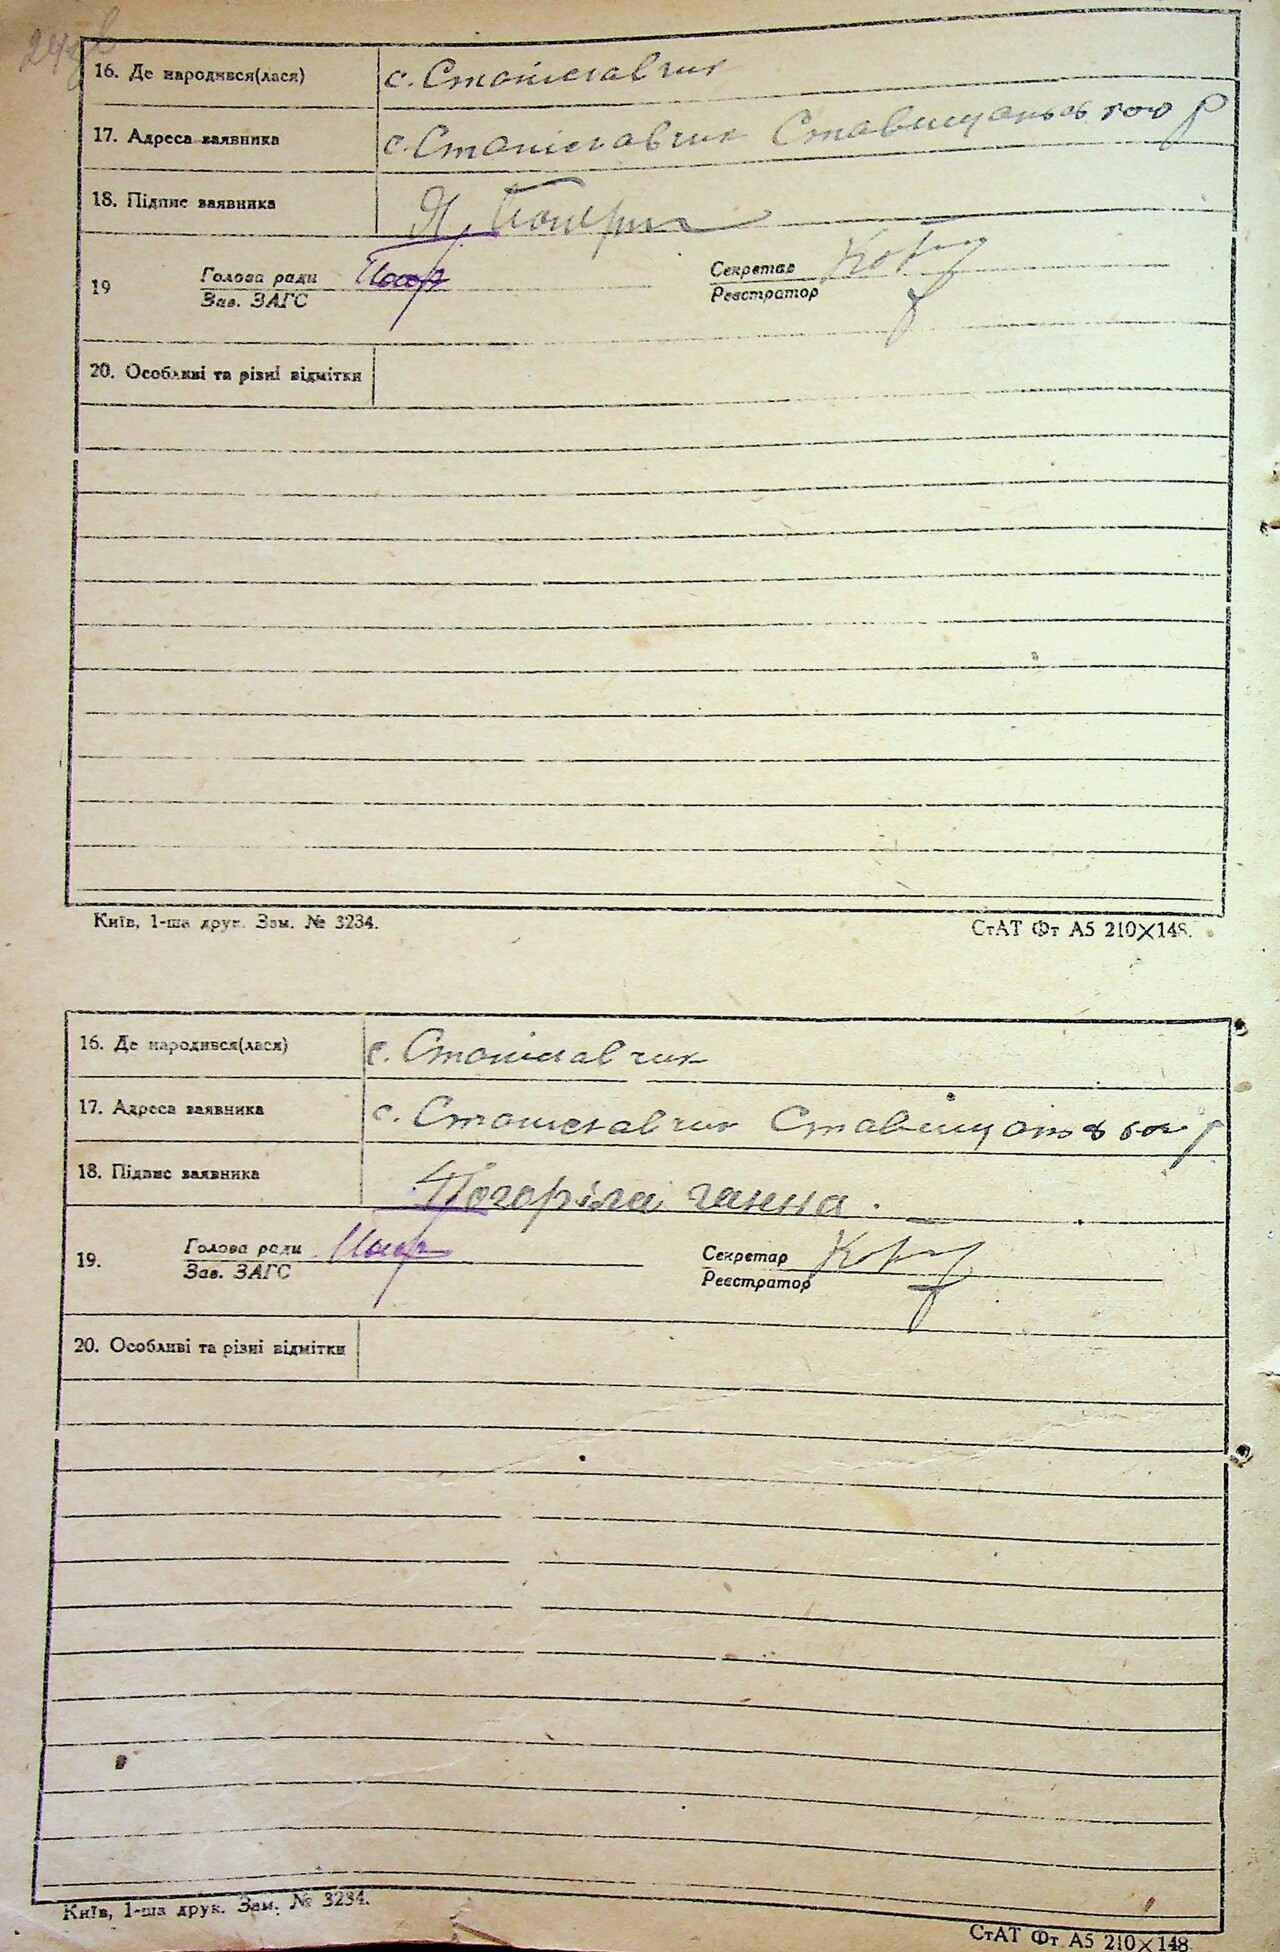 16. Де народився(лася) с. Станіславчик
17. Адреса заявника с. Станіславчик Ставищанського р
18. Підпис заявника Я.
19 Голова ради Секретар
Зав. ЗАГС Реєстратор
20. Особливі та різні відмітки
Київ, 1-ша друк. Зам. № 3234. СтАТ Фт А5 210×148.
16. Де народився(лася) с. Станіславчик
17. Адреса заявника с. Станіславчик Ставищанського р
18. Підпис заявника Погоріла ганна.
19. Голова ради Секретар
Зав. ЗАГС Реєстратор
20. Особливі та різні відмітки
Київ, 1-ша друк. Зам. № 3234. СтАТ Фт А5 210×148